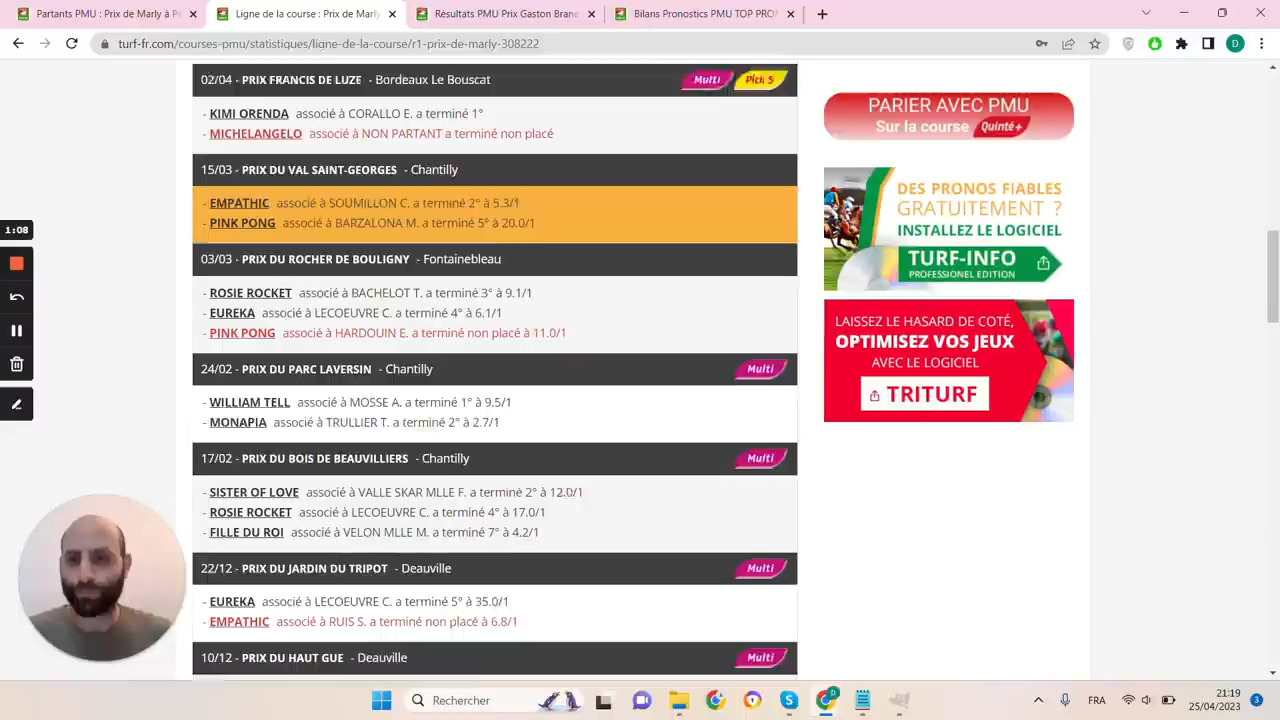 Partants PMU : Prix Marly à Pa
Ligne de la course : Prix de Marly
Résultats PMU Prix Gaston Brane
Bilans Pronostics PMU TOP PRO
turf-fr.com/courses-pmu/statistiques/ligne-de-la-course/r1-prix-de-marly-308222
D
02/04 - PRIX FRANCIS DE LUZE - Bordeaux Le Bouscat Multi Pick 5
- KIMI ORENDA associé à CORALLO E. a terminé 1°
- MICHELANGELO associé à NON PARTANT a terminé non placé
15/03 - PRIX DU VAL SAINT-GEORGES - Chantilly
- EMPATHIC associé à SOUMILLON C. a terminé 2° à 5.3/1
- PINK PONG associé à BARZALONA M. a terminé 5° à 20.0/1
03/03 - PRIX DU ROCHER DE BOULIGNY - Fontainebleau
- ROSIE ROCKET associé à BACHELOT T. a terminé 3° à 9.1/1
- EUREKA associé à LECOEUVRE C. a terminé 4° à 6.1/1
- PINK PONG associé à HARDOUIN E. a terminé non placé à 11.0/1
24/02 - PRIX DU PARC LAVERSIN - Chantilly Multi
- WILLIAM TELL associé à MOSSE A. a terminé 1° à 9.5/1
- MONAPIA associé à TRULLIER T. a terminé 2° à 2.7/1
17/02 - PRIX DU BOIS DE BEAUVILLIERS - Chantilly Multi
- SISTER OF LOVE associé à VALLE SKAR MLLE F. a terminé 2° à 12.0/1
- ROSIE ROCKET associé à LECOEUVRE C. a terminé 4° à 17.0/1
- FILLE DU ROI associé à VELON MLLE M. a terminé 7° à 4.2/1
22/12 - PRIX DU JARDIN DU TRIPOT - Deauville Multi
- EUREKA associé à LECOEUVRE C. a terminé 5° à 35.0/1
- EMPATHIC associé à RUIS S. a terminé non placé à 6.8/1
10/12 - PRIX DU HAUT GUE - Deauville Multi
PARIER AVEC PMU
Sur la course Quinté+
DES PRONOS FIABLES
GRATUITEMENT ?
INSTALLEZ LE LOGICIEL
TURF-INFO
PROFESSIONEL EDITION
LAISSEZ LE HASARD DE COTÉ,
OPTIMISEZ VOS JEUX
AVEC LE LOGICIEL
TRITURF
1:08
Rechercher
FRA
21:19
25/04/2023
3